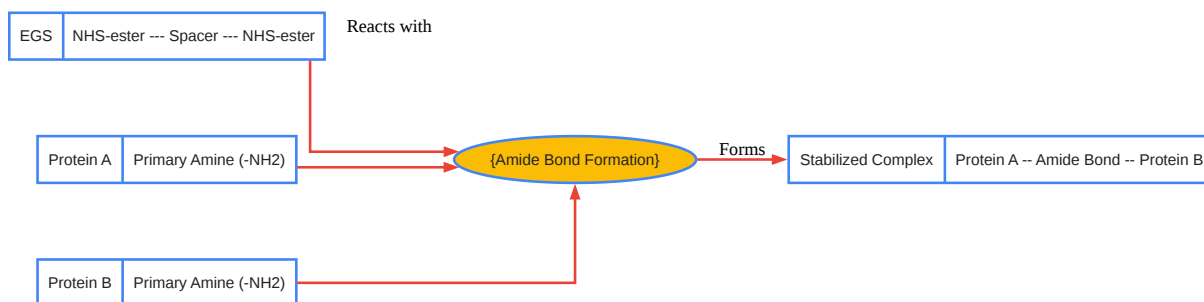 EGS NHS-ester --- Spacer --- NHS-ester
Reacts with
Protein A Primary Amine (-NH2)
{Amide Bond Formation}
Forms
Stabilized Complex Protein A -- Amide Bond -- Protein B
Protein B Primary Amine (-NH2)